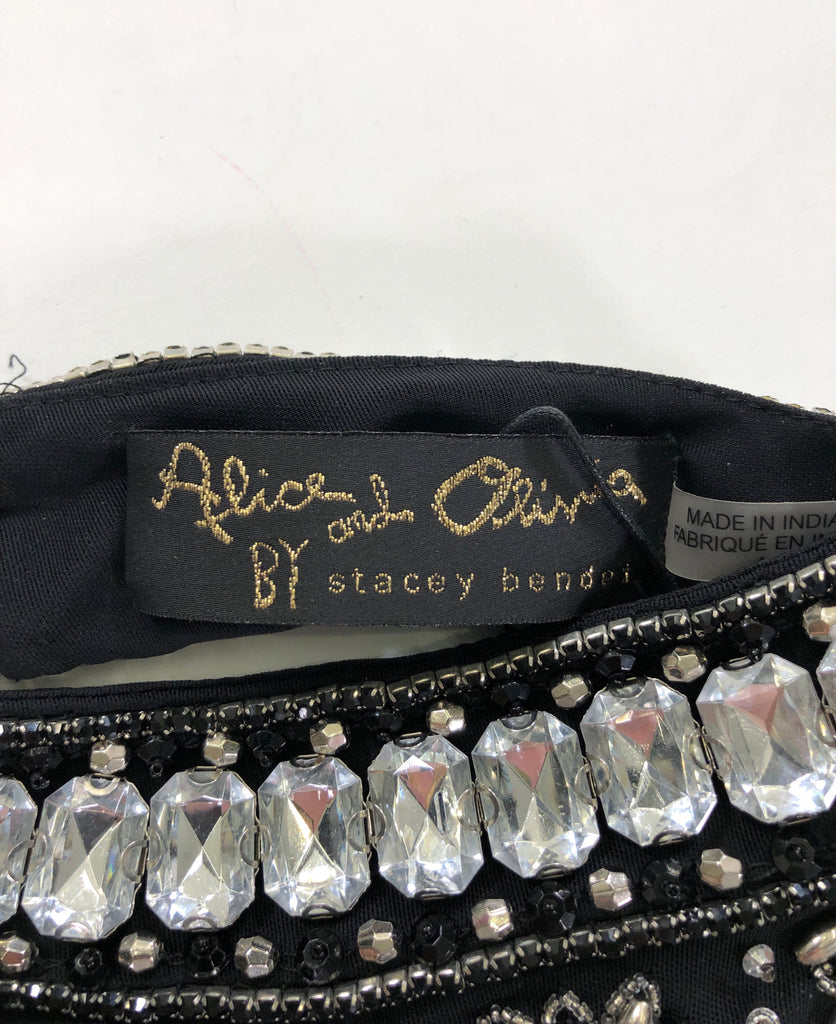 Alice and Olivia
BY stacey bendet
MADE IN INDIA
FABRIQUÉ EN